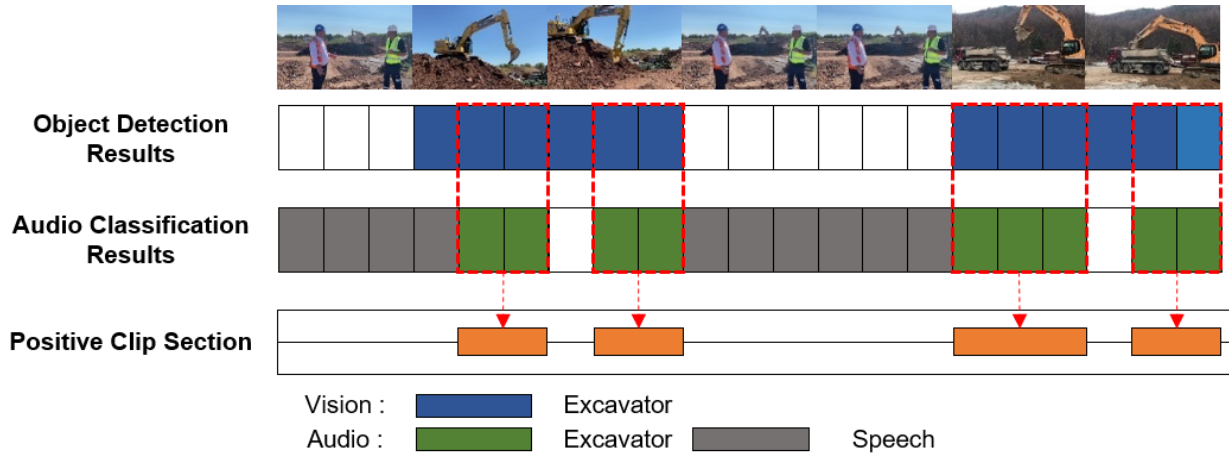 Object Detection
Results
Audio Classification
Results
Positive Clip Section
Vision : Excavator
Audio : Excavator Speech